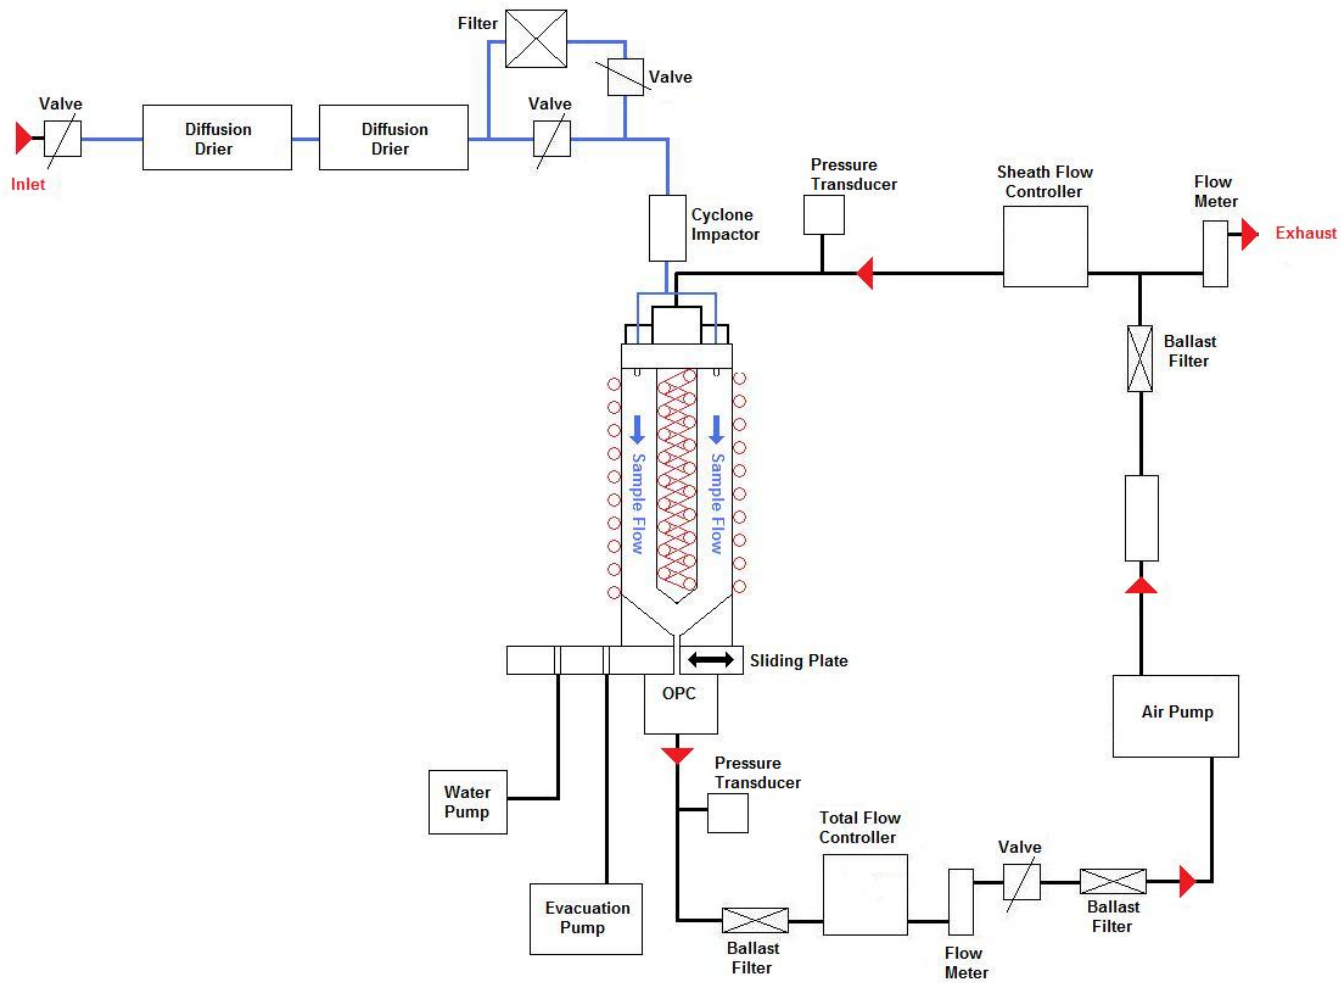 Filter
Valve
Valve
Valve
Diffusion
Drier
Diffusion
Drier
Inlet
Pressure
Transducer
Sheath Flow
Controller
Flow
Meter
Cyclone
Impactor
Exhaust
Ballast
Filter
Sample Flow
Sample Flow
Sliding Plate
OPC
Air Pump
Pressure
Transducer
Water
Pump
Total Flow
Controller
Valve
Evacuation
Pump
Ballast
Filter
Ballast
Filter
Flow
Meter